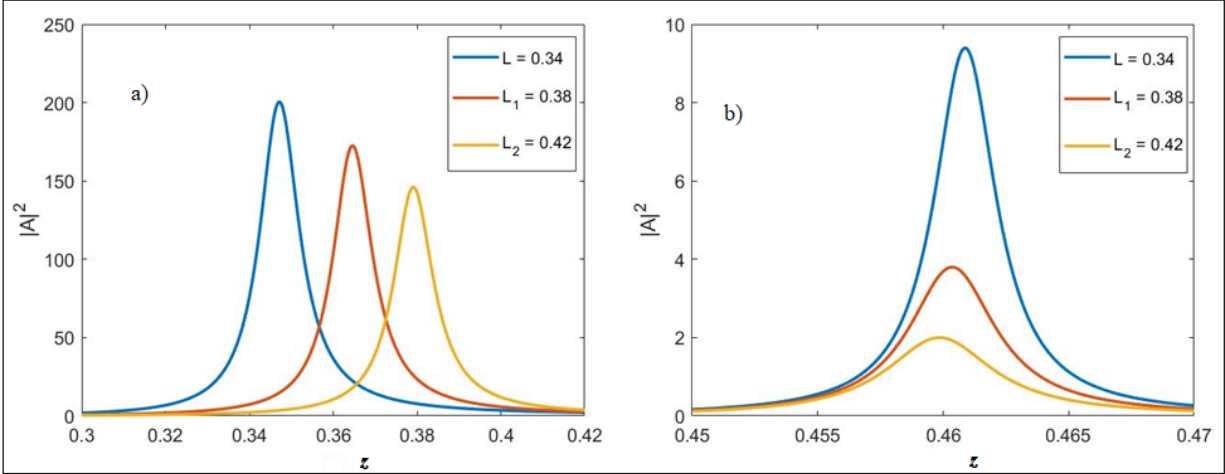 250
200
150
100
50
0
|A|²
a)
L = 0.34
L₁ = 0.38
L₂ = 0.42
0.3 0.32 0.34 0.36 0.38 0.4 0.42
z
10
8
6
4
2
0
|A|²
b)
L = 0.34
L₁ = 0.38
L₂ = 0.42
0.45 0.455 0.46 0.465 0.47
z